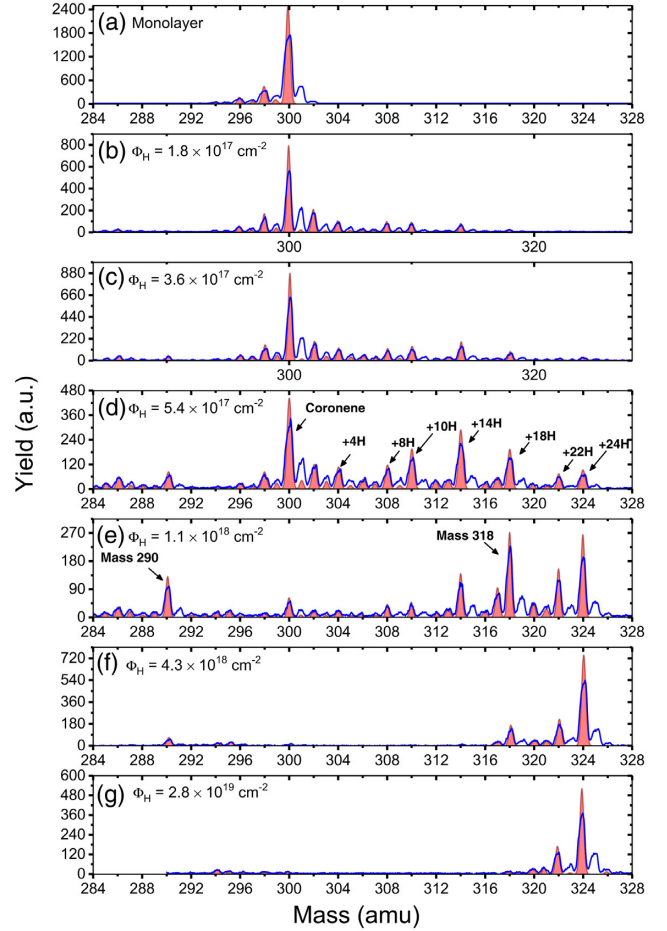 (a) Monolayer
2400
1800
1200
600
0
284 288 292 296 300 304 308 312 316 320 324 328
(b) Φ_H = 1.8 × 10^17 cm^-2
800
600
400
200
0
300 320
(c) Φ_H = 3.6 × 10^17 cm^-2
880
660
440
220
0
300 320
(d) Φ_H = 5.4 × 10^17 cm^-2
Coronene
+4H
+8H
+10H
+14H
+18H
+22H
+24H
480
360
240
120
0
284 288 292 296 300 304 308 312 316 320 324 328
(e) Φ_H = 1.1 × 10^18 cm^-2
Mass 290
Mass 318
270
180
90
0
284 288 292 296 300 304 308 312 316 320 324 328
(f) Φ_H = 4.3 × 10^18 cm^-2
720
540
360
180
0
284 288 292 296 300 304 308 312 316 320 324 328
(g) Φ_H = 2.8 × 10^19 cm^-2
600
480
360
240
120
0
284 288 292 296 300 304 308 312 316 320 324 328
Yield (a.u.)
Mass (amu)